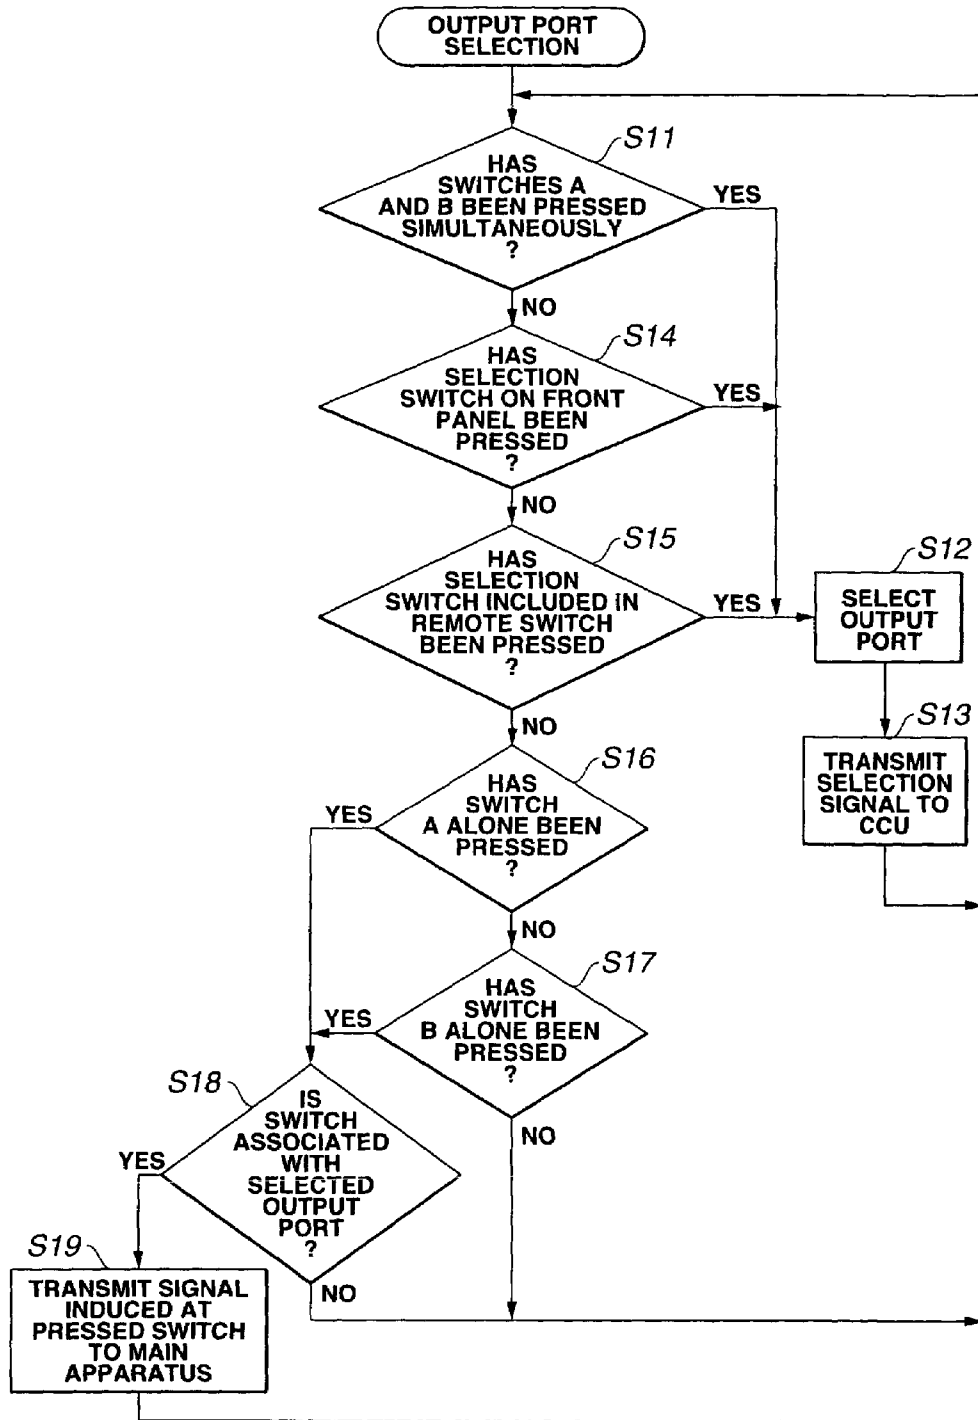 OUTPUT PORT
SELECTION
S11
HAS
SWITCHES A
AND B BEEN PRESSED
SIMULTANEOUSLY
?
YES
NO
S14
HAS
SELECTION
SWITCH ON FRONT
PANEL BEEN
PRESSED
?
YES
NO
S15
HAS
SELECTION
SWITCH INCLUDED IN
REMOTE SWITCH
BEEN PRESSED
?
YES
S12
SELECT
OUTPUT
PORT
S13
TRANSMIT
SELECTION
SIGNAL TO
CCU
NO
S16
HAS
SWITCH
A ALONE BEEN
PRESSED
?
YES
NO
S17
HAS
SWITCH
B ALONE BEEN
PRESSED
?
YES
NO
S18
IS
SWITCH
ASSOCIATED
WITH
SELECTED
OUTPUT
PORT
?
YES
NO
S19
TRANSMIT SIGNAL
INDUCED AT
PRESSED SWITCH
TO MAIN
APPARATUS